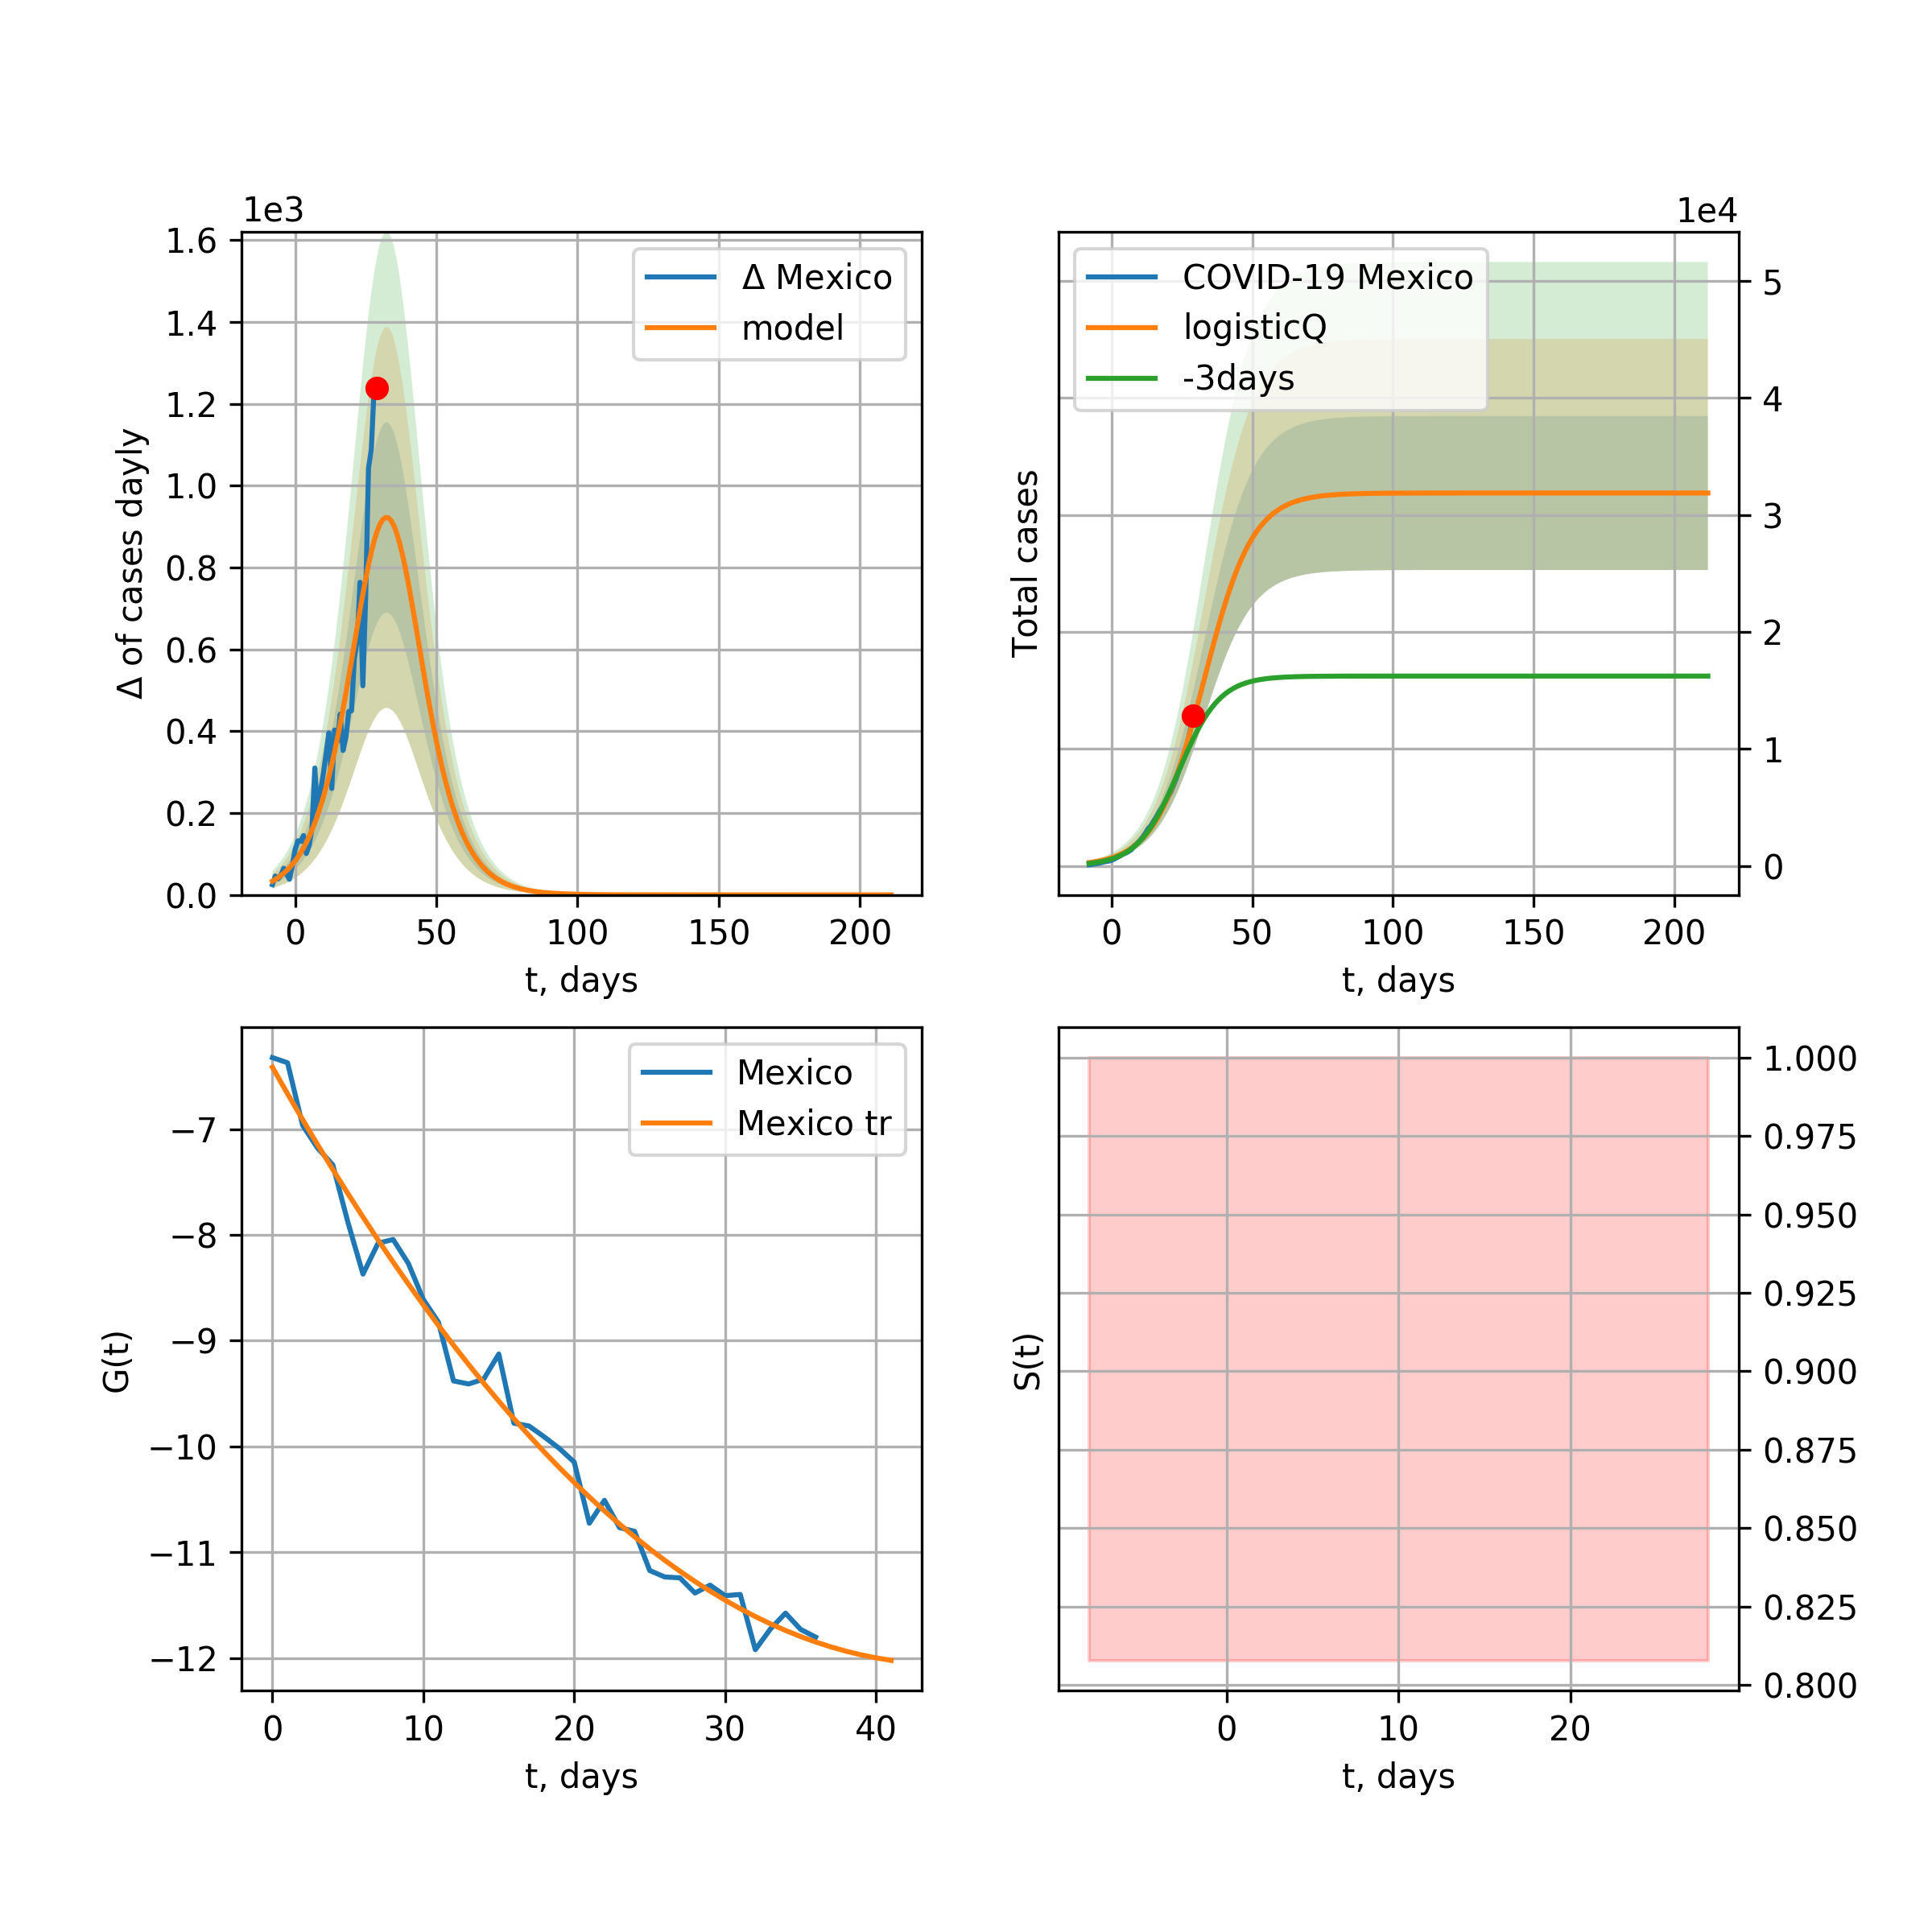 1e3
1.6
1.4
1.2
1.0
0.8
0.6
0.4
0.2
0.0
Δ of cases dayly
Δ Mexico
model
0 50 100 150 200
t, days
1e4
COVID-19 Mexico
logisticQ
-3days
Total cases
5
4
3
2
1
0
0 50 100 150 200
t, days
G(t)
−7
−8
−9
−10
−11
−12
Mexico
Mexico tr
0 10 20 30 40
t, days
S(t)
1.000
0.975
0.950
0.925
0.900
0.875
0.850
0.825
0.800
0 10 20
t, days